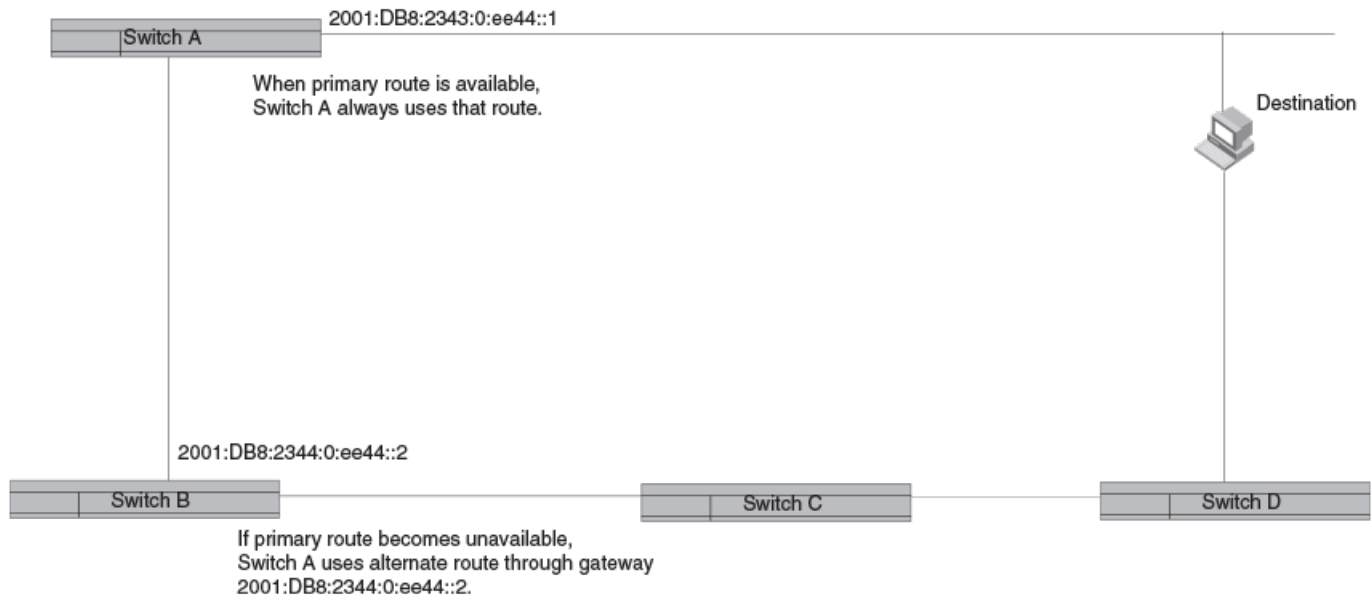 2001:DB8:2343:0:ee44::1
Switch A
When primary route is available,
Switch A always uses that route.
Destination
2001:DB8:2344:0:ee44::2
Switch B
Switch C
Switch D
If primary route becomes unavailable,
Switch A uses alternate route through gateway
2001:DB8:2344:0:ee44::2.